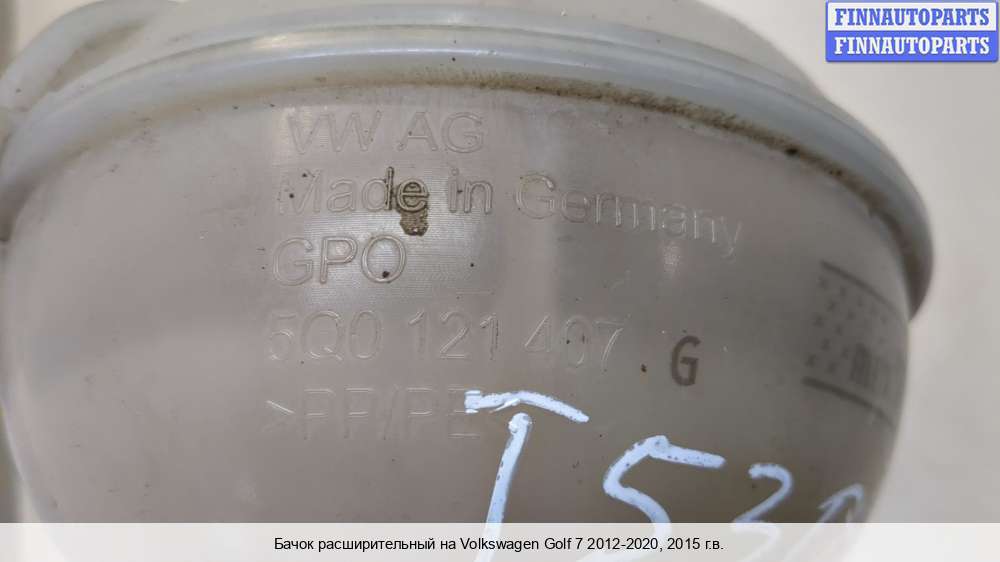 FINNAUTOPARTS
FINNAUTOPARTS
VW AG
Made in Germany
GPO
5Q0 121 407 G
>PP/PE<
Бачок расширительный на Volkswagen Golf 7 2012-2020, 2015 г.в.